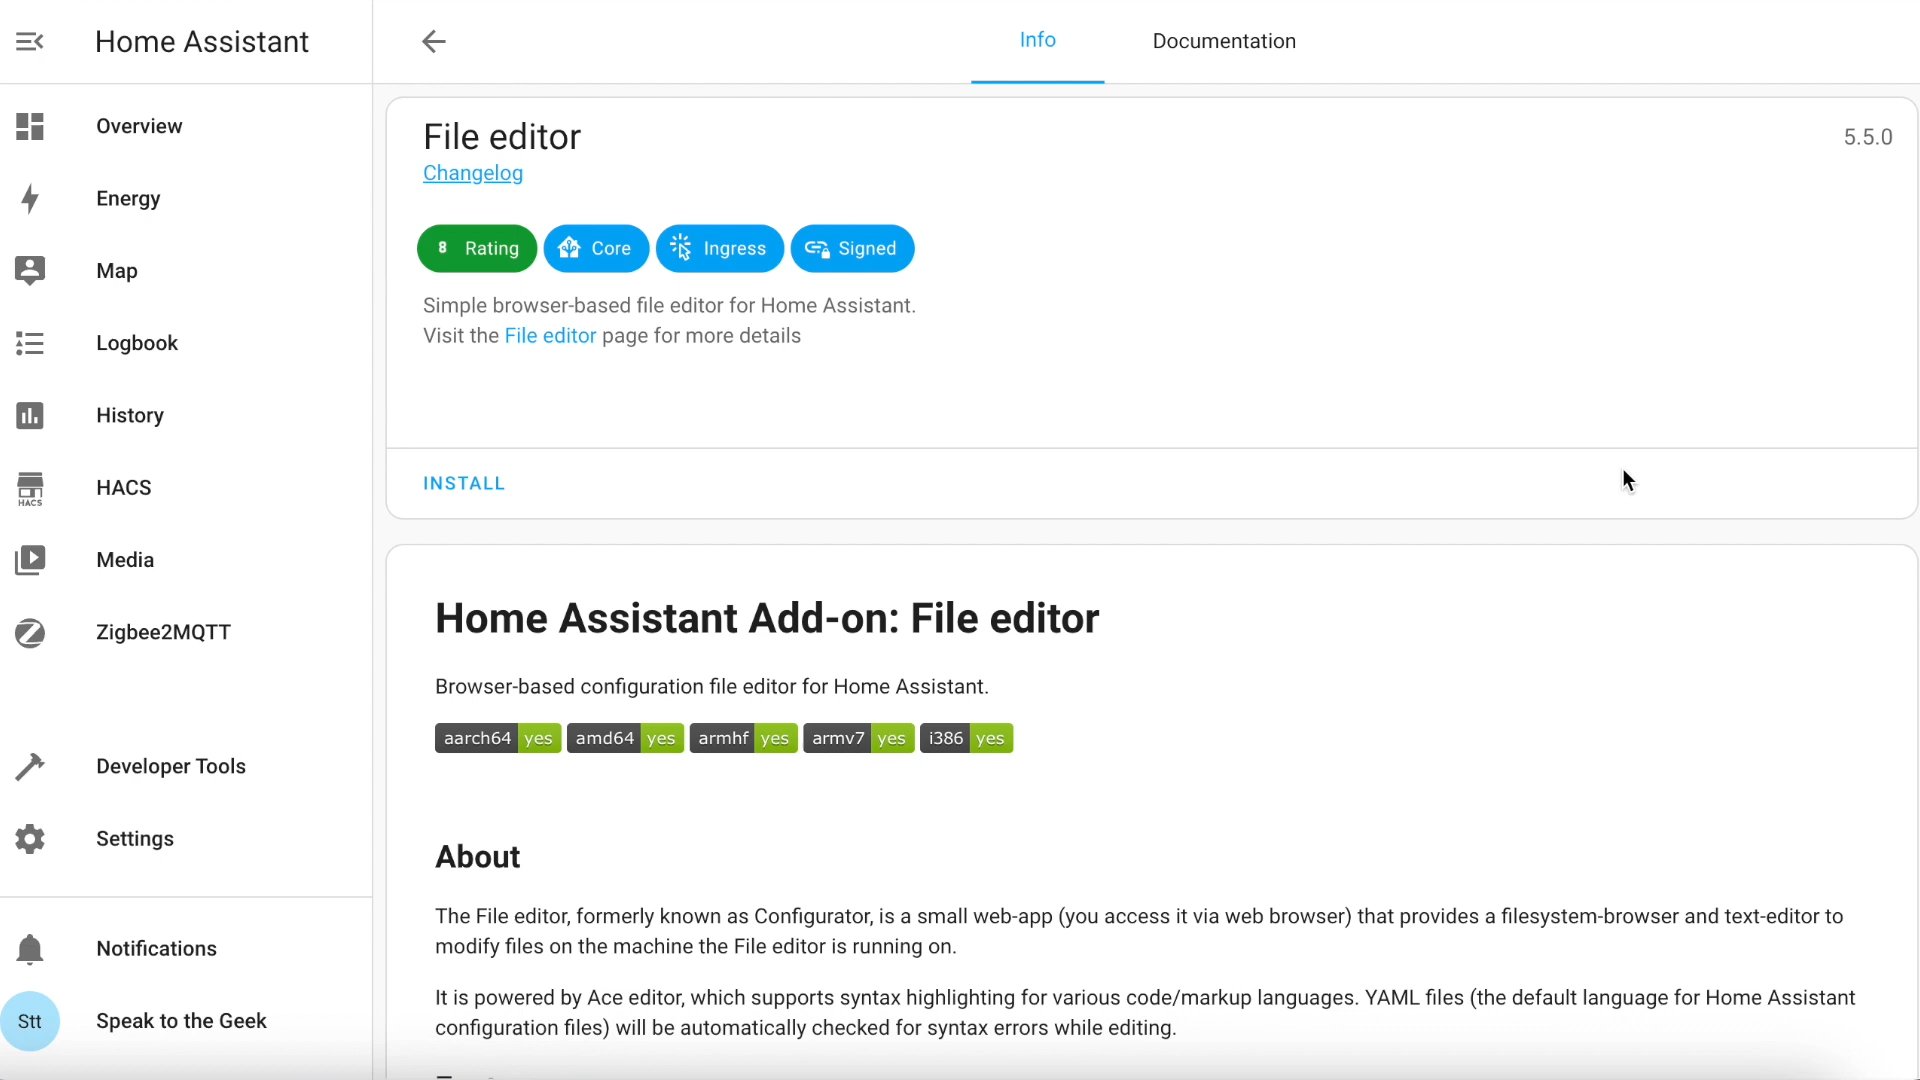 Home Assistant
Info
Documentation
Overview
Energy
Map
Logbook
History
HACS
HACS
Media
Zigbee2MQTT
Developer Tools
Settings
Notifications
Stt
Speak to the Geek
File editor
5.5.0
Changelog
8 Rating
Core
Ingress
Signed
Simple browser-based file editor for Home Assistant.
Visit the File editor page for more details
INSTALL
Home Assistant Add-on: File editor
Browser-based configuration file editor for Home Assistant.
aarch64 yes amd64 yes armhf yes armv7 yes i386 yes
About
The File editor, formerly known as Configurator, is a small web-app (you access it via web browser) that provides a filesystem-browser and text-editor to
modify files on the machine the File editor is running on.
It is powered by Ace editor, which supports syntax highlighting for various code/markup languages. YAML files (the default language for Home Assistant
configuration files) will be automatically checked for syntax errors while editing.